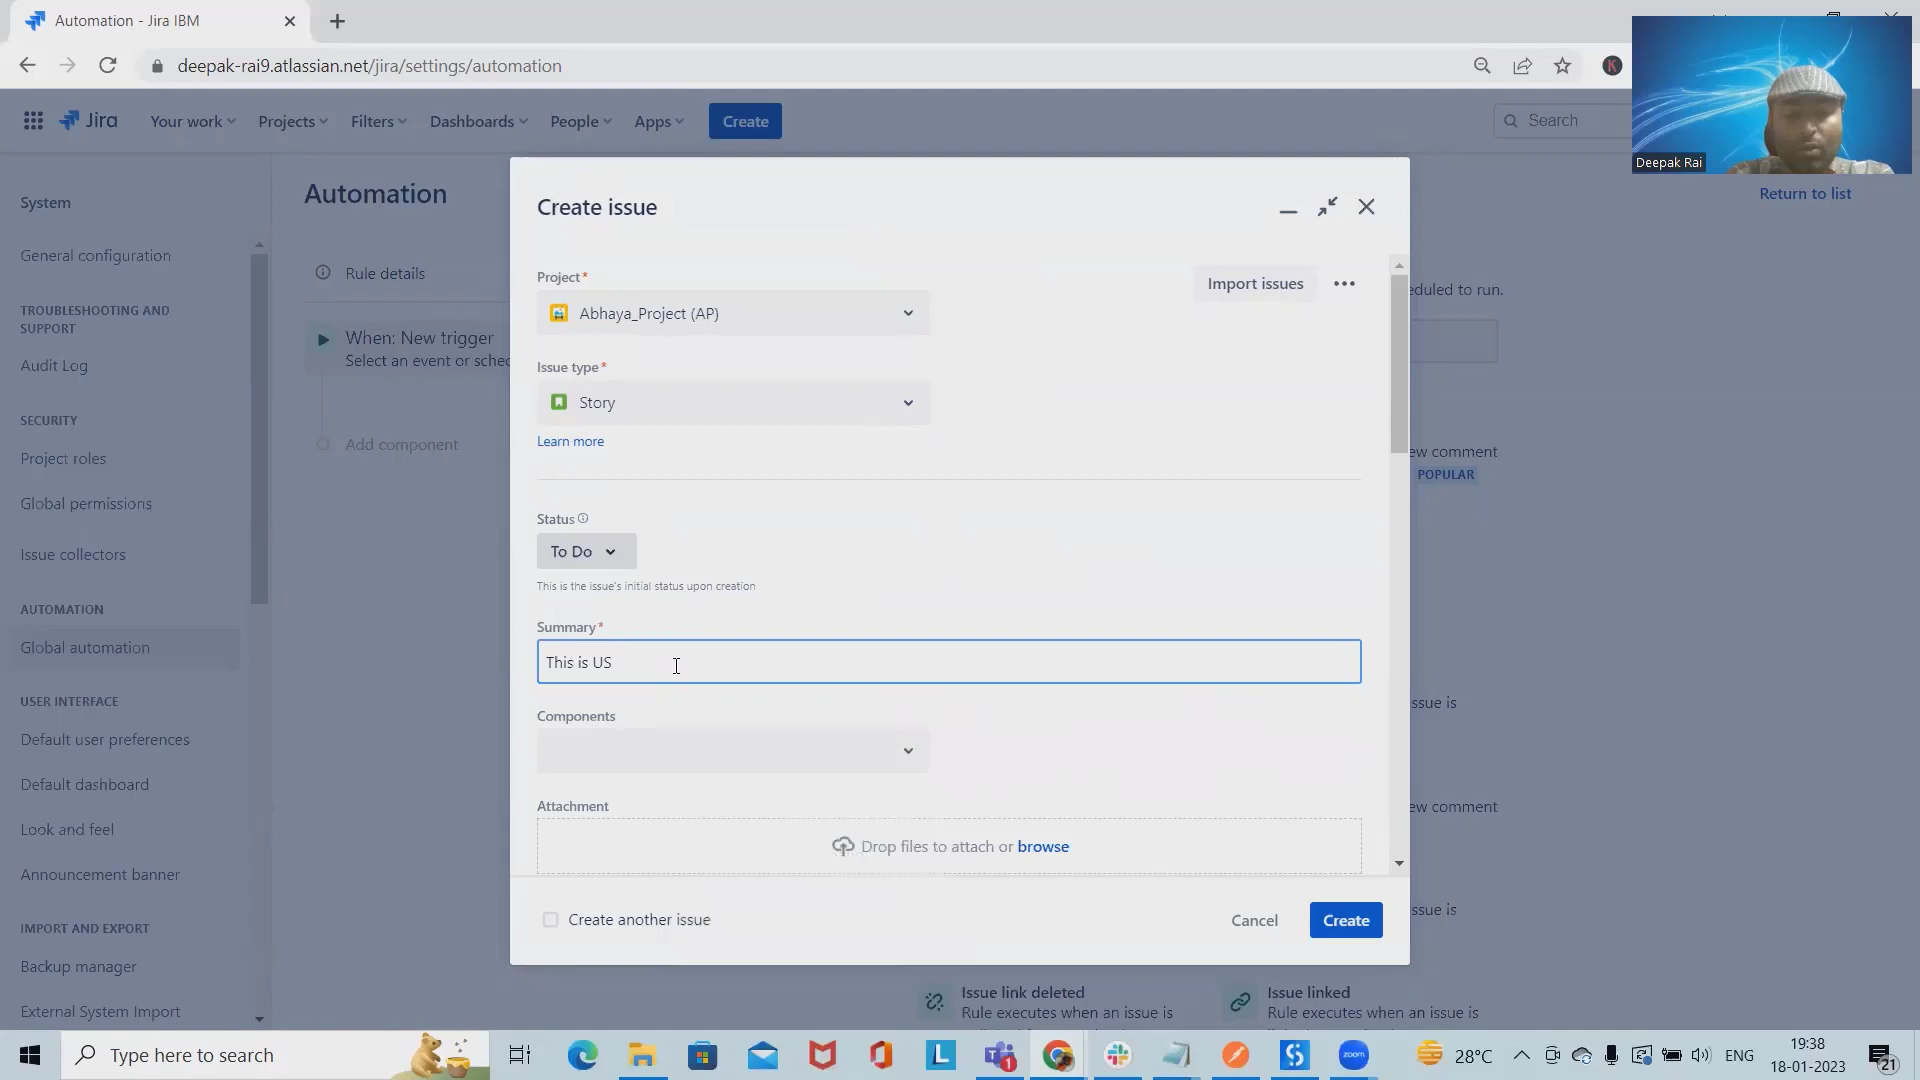 Automation - Jira IBM
deepak-rai9.atlassian.net/jira/settings/automation
K
Jira
Your work
Projects
Filters
Dashboards
People
Apps
Create
Search
Deepak Rai
System
General configuration
TROUBLESHOOTING AND
SUPPORT
Audit Log
SECURITY
Project roles
Global permissions
Issue collectors
AUTOMATION
Global automation
USER INTERFACE
Default user preferences
Default dashboard
Look and feel
Announcement banner
IMPORT AND EXPORT
Backup manager
External System Import
Automation
Return to list
Rule details
When: New trigger
Select an event or sched
Add component
Create issue
Project *
Import issues
Abhaya_Project (AP)
Issue type *
Story
Learn more
Status
To Do
This is the issue's initial status upon creation
Summary *
This is US
Components
Attachment
Drop files to attach or browse
Create another issue
Cancel
Create
eduled to run.
ew comment
POPULAR
ssue is
ew comment
ssue is
Issue link deleted
Rule executes when an issue is
Issue linked
Rule executes when an issue is
Type here to search
L
1
zoom
28°C
ENG
19:38
18-01-2023
21